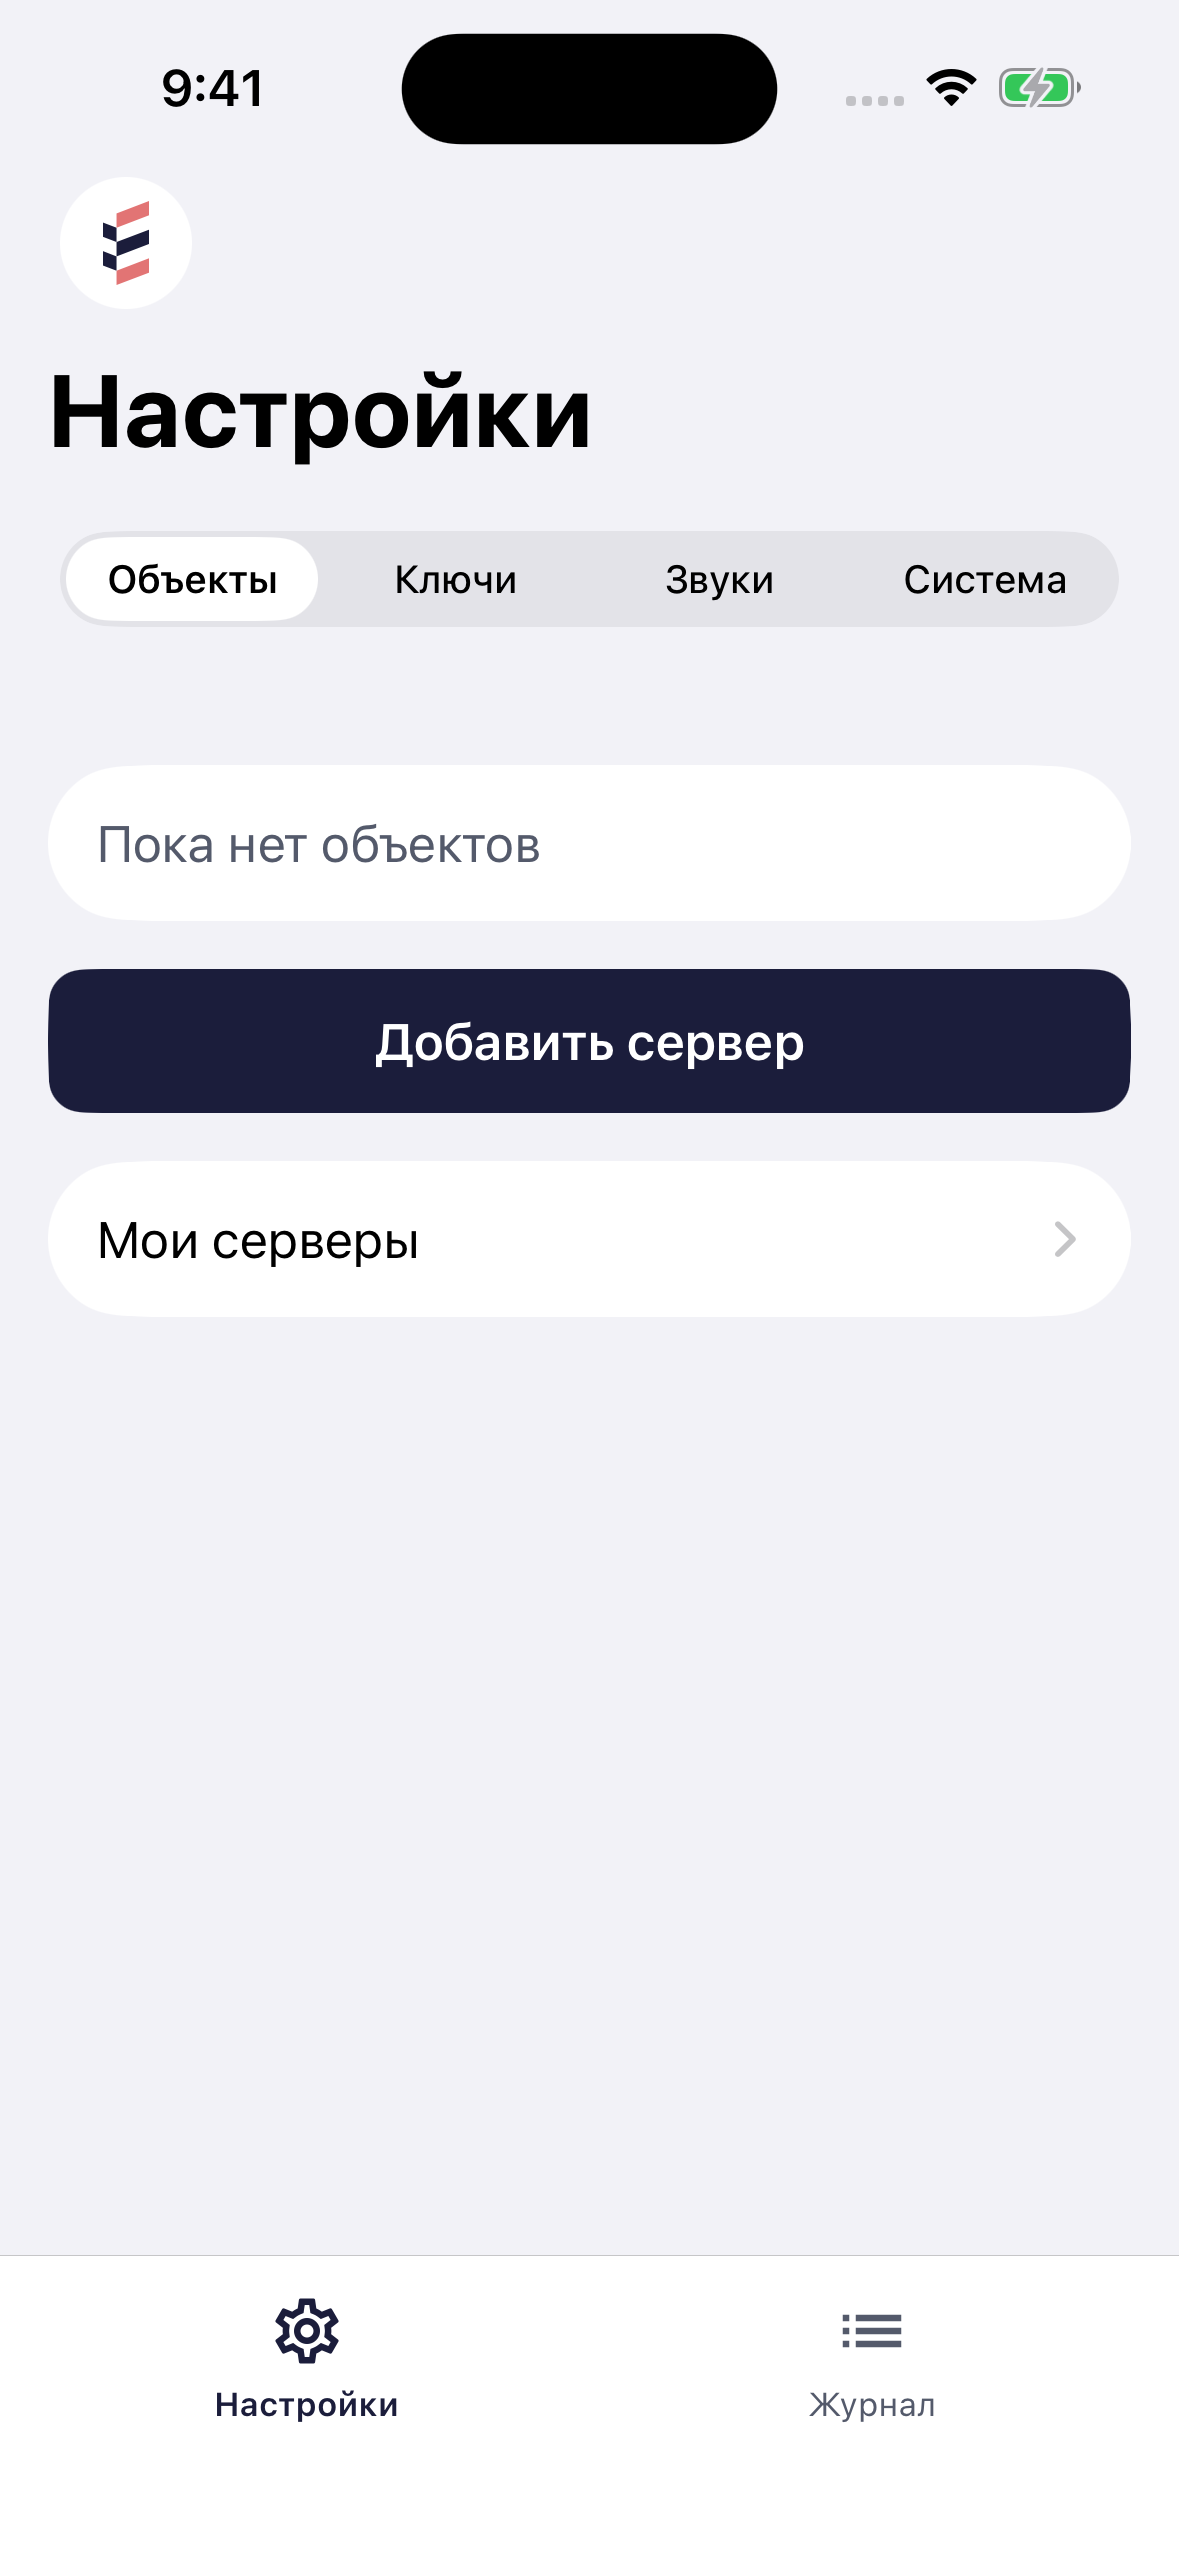 9:41
Настройки
Объекты
Ключи
Звуки
Система
Пока нет объектов
Добавить сервер
Мои серверы
Настройки
Журнал